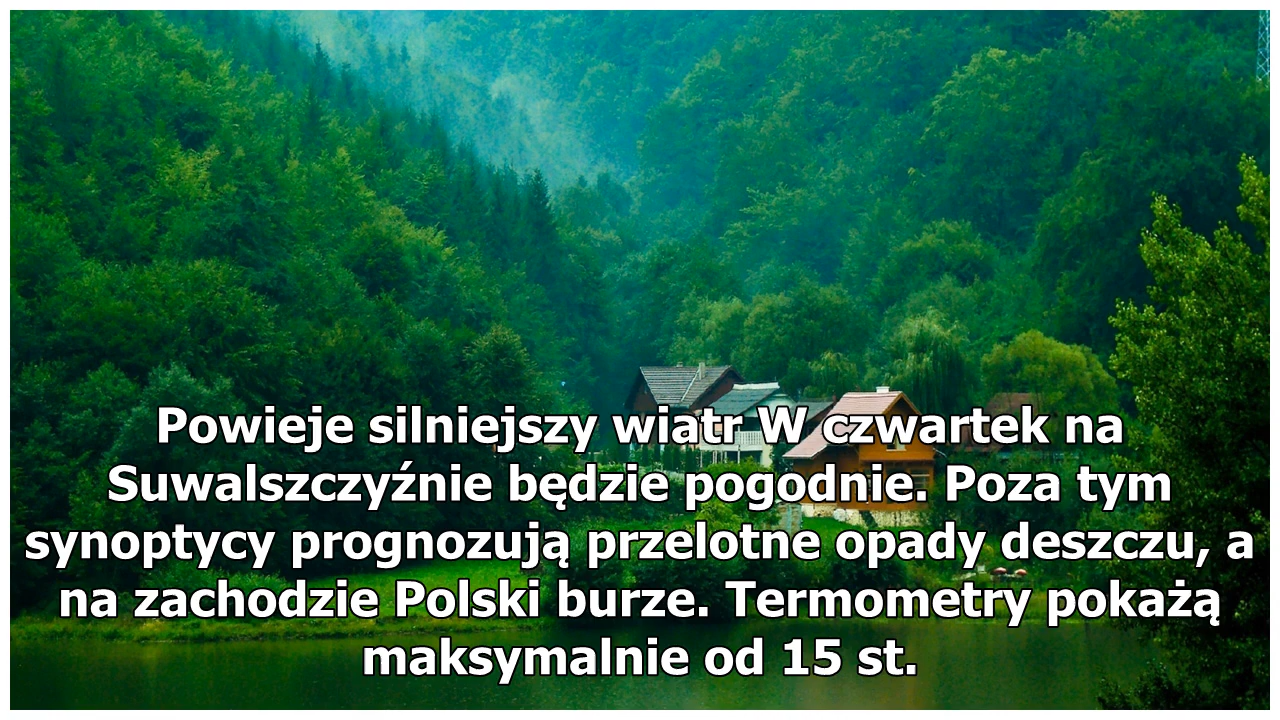 Powieje silniejszy wiatr W czwartek na
Suwalszczyźnie będzie pogodnie. Poza tym
synoptycy prognozują przelotne opady deszczu, a
na zachodzie Polski burze. Termometry pokażą
maksymalnie od 15 st.